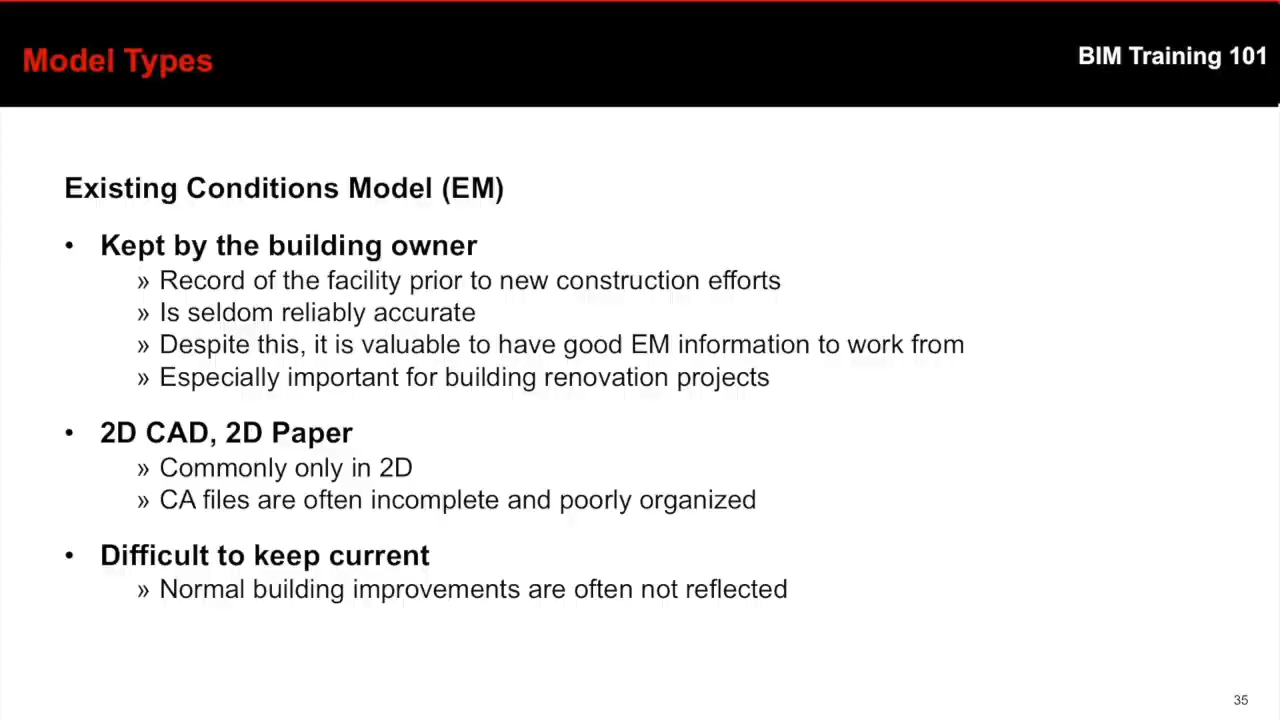 Model Types
BIM Training 101
Existing Conditions Model (EM)
• Kept by the building owner
» Record of the facility prior to new construction efforts
» Is seldom reliably accurate
» Despite this, it is valuable to have good EM information to work from
» Especially important for building renovation projects
• 2D CAD, 2D Paper
» Commonly only in 2D
» CA files are often incomplete and poorly organized
• Difficult to keep current
» Normal building improvements are often not reflected
35